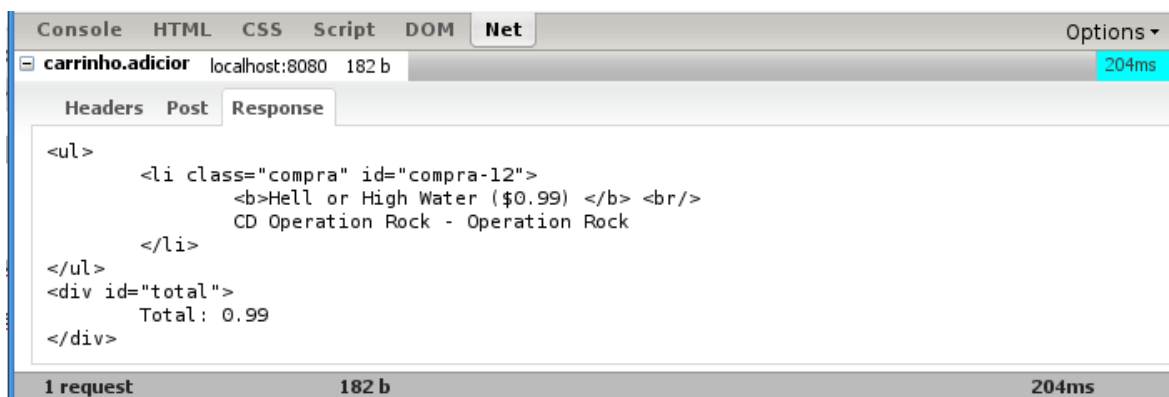 Console HTML CSS Script DOM Net Options
carrinho.adicior localhost:8080 182 b 204ms
Headers Post Response
<ul>
<li class="compra" id="compra-12">
<b>Hell or High Water ($0.99) </b> <br/>
CD Operation Rock - Operation Rock
</li>
</ul>
<div id="total">
Total: 0.99
</div>
1 request 182 b 204ms